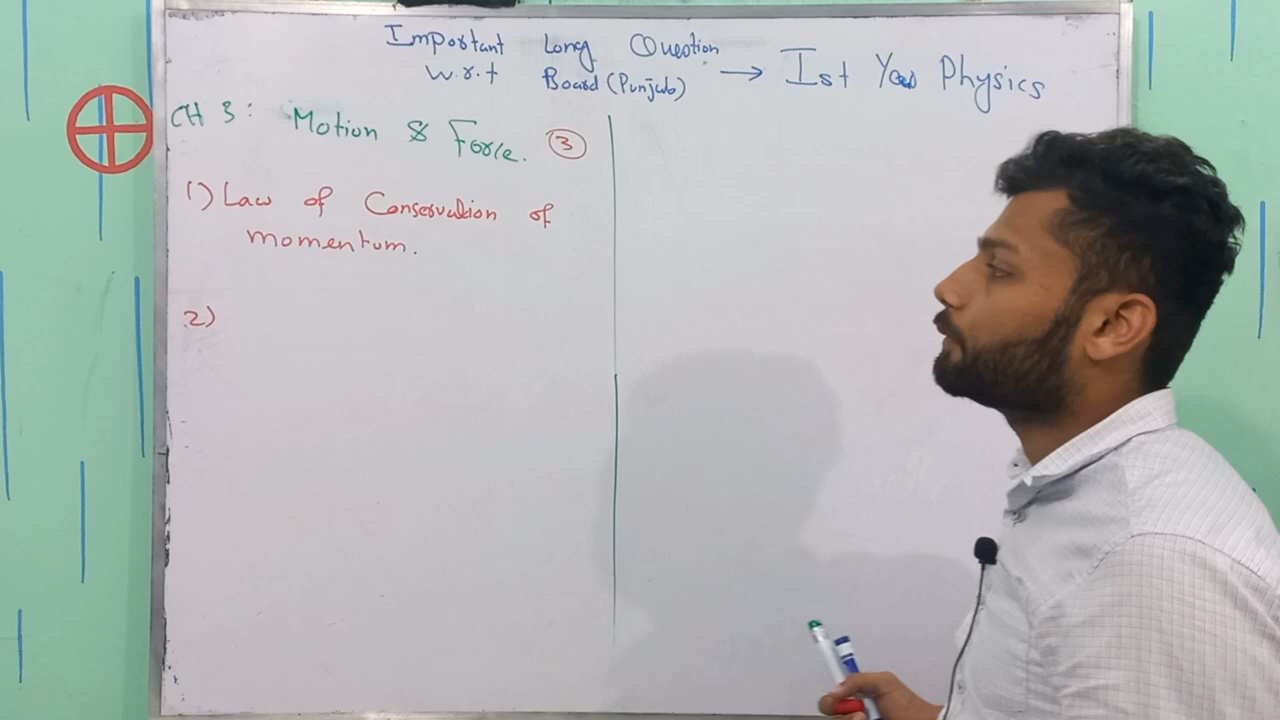 Important Long Question
w.r.t Board (Punjab) → Ist Year Physics
CH 3: Motion & Force. 3
1) Law of Conservation of
momentum.
2)